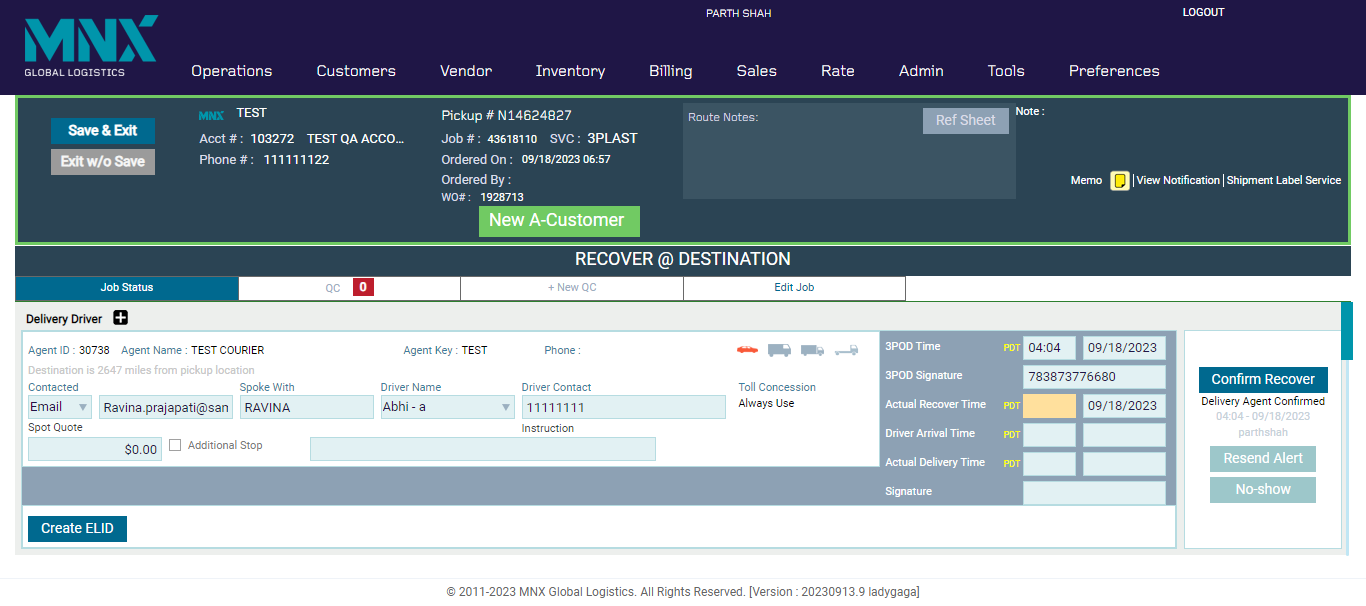 PARTH SHAH
LOGOUT
MNX
GLOBAL LOGISTICS
Operations Customers Vendor Inventory Billing Sales Rate Admin Tools Preferences
Save & Exit
Exit w/o Save
MNX TEST
Acct # : 103272 TEST QA ACCO...
Phone # : 111111122
Pickup # N14624827
Job # : 43618110 SVC : 3PLAST
Ordered On : 09/18/2023 06:57
Ordered By :
WO# : 1928713
New A-Customer
Route Notes:
Ref Sheet
Note :
Memo | View Notification | Shipment Label Service
RECOVER @ DESTINATION
Job Status QC 0 + New QC Edit Job
Delivery Driver
Agent ID : 30738 Agent Name : TEST COURIER Agent Key : TEST Phone :
Destination is 2647 miles from pickup location
Contacted Spoke With Driver Name Driver Contact Toll Concession
Email Ravina.prajapati@san RAVINA Abhi - a 11111111 Always Use
Spot Quote Instruction
$0.00 Additional Stop
3POD Time PDT 04:04 09/18/2023
3POD Signature 783873776680
Actual Recover Time PDT 09/18/2023
Driver Arrival Time PDT
Actual Delivery Time PDT
Signature
Confirm Recover
Delivery Agent Confirmed
04:04 - 09/18/2023
parthshah
Resend Alert
No-show
Create ELID
© 2011-2023 MNX Global Logistics. All Rights Reserved. [Version : 20230913.9 ladygaga]